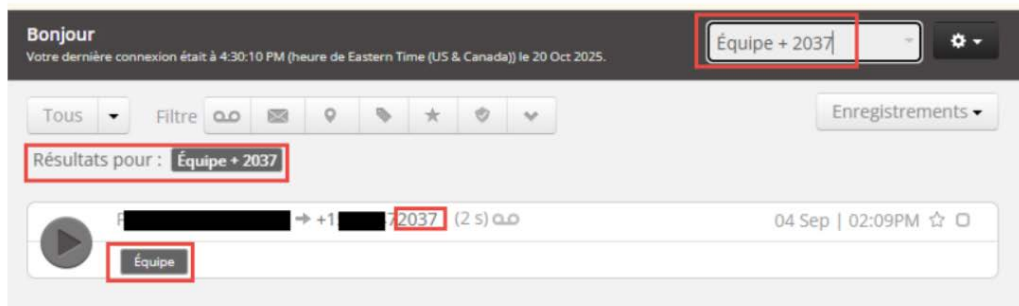 Bonjour
Votre dernière connexion était à 4:30:10 PM (heure de Eastern Time (US & Canada)) le 20 Oct 2025.
Équipe + 2037
Tous
Filtre
Enregistrements
Résultats pour : Équipe + 2037
➔ +1 2037 (2 s)
04 Sep | 02:09PM
Équipe